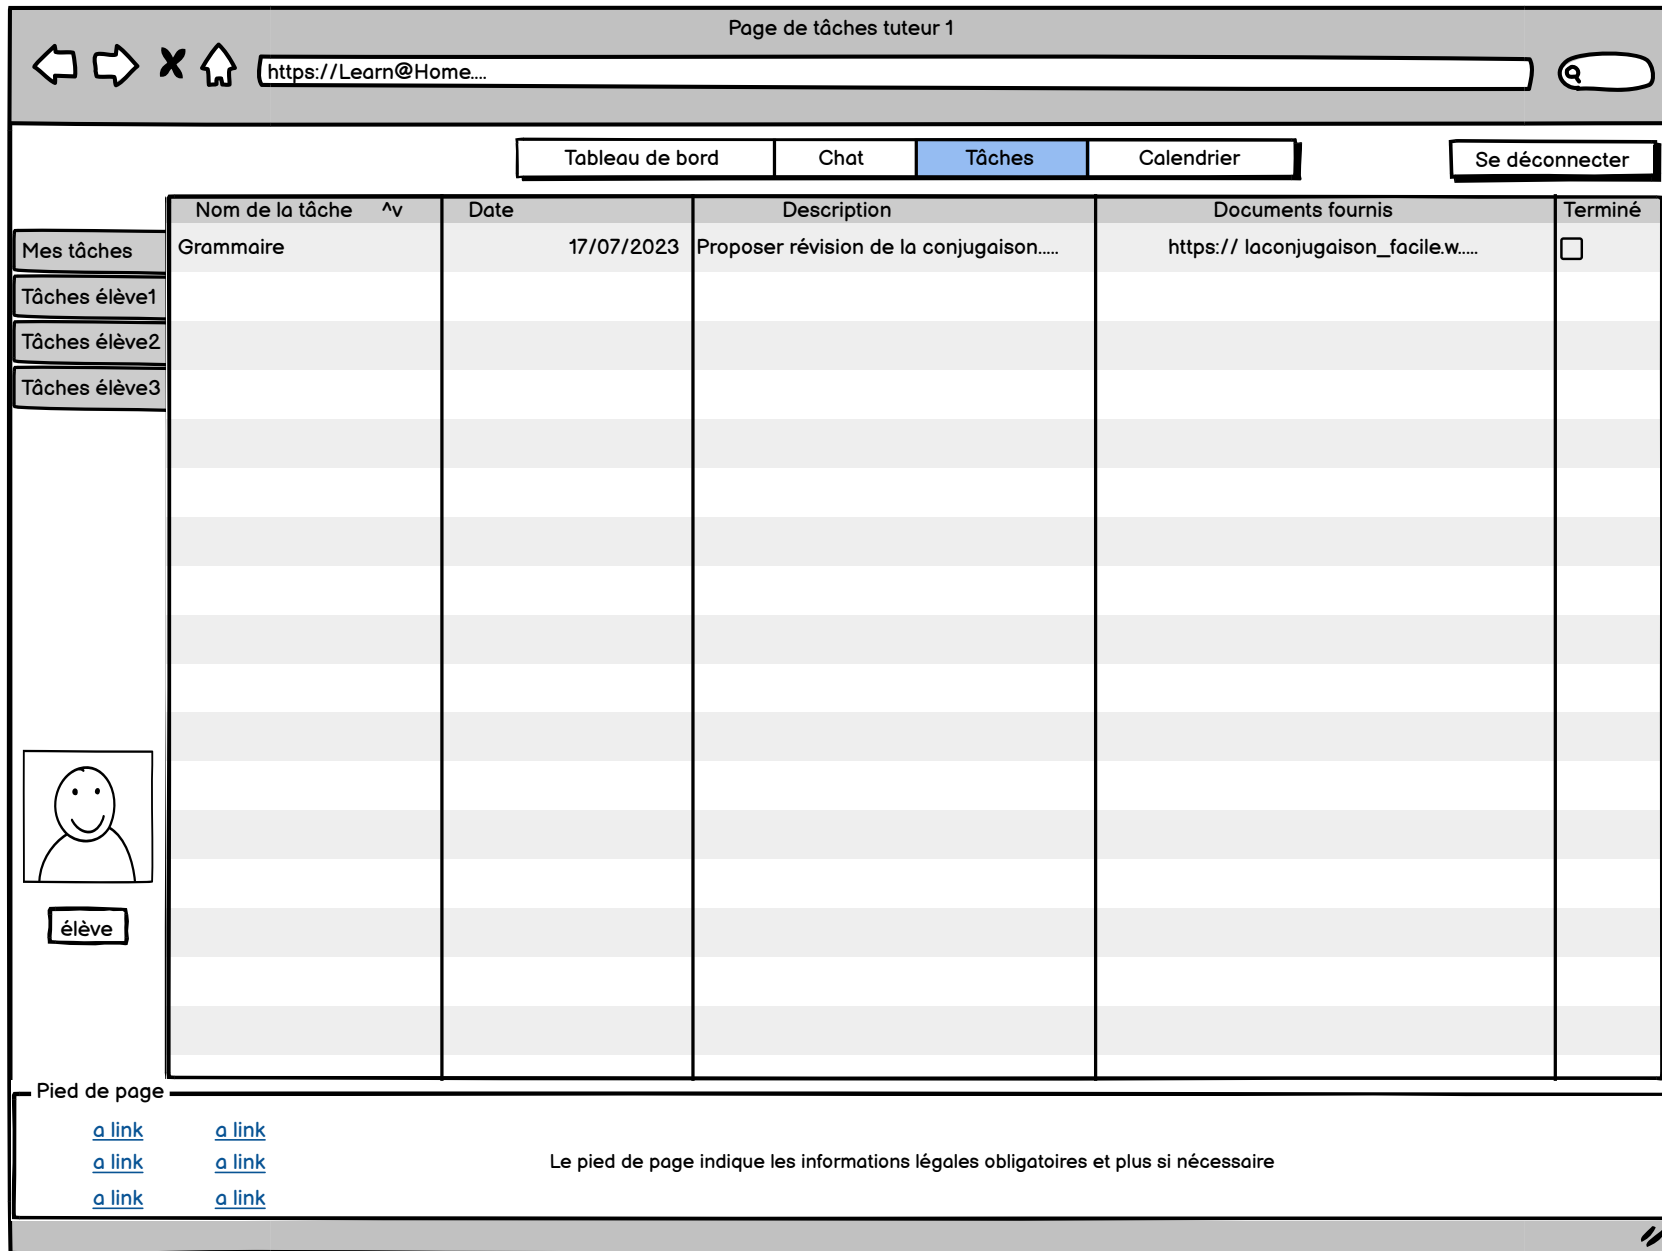 Page de tâches tuteur 1
https://Learn@Home....
Tableau de bord Chat Tâches Calendrier Se déconnecter
Nom de la tâche ^v Date Description Documents fournis Terminé
Mes tâches
Grammaire 17/07/2023 Proposer révision de la conjugaison..... https:// laconjugaison_facile.w.....
Tâches élève1
Tâches élève2
Tâches élève3
élève
Pied de page
a link a link
a link a link
Le pied de page indique les informations légales obligatoires et plus si nécessaire
a link a link